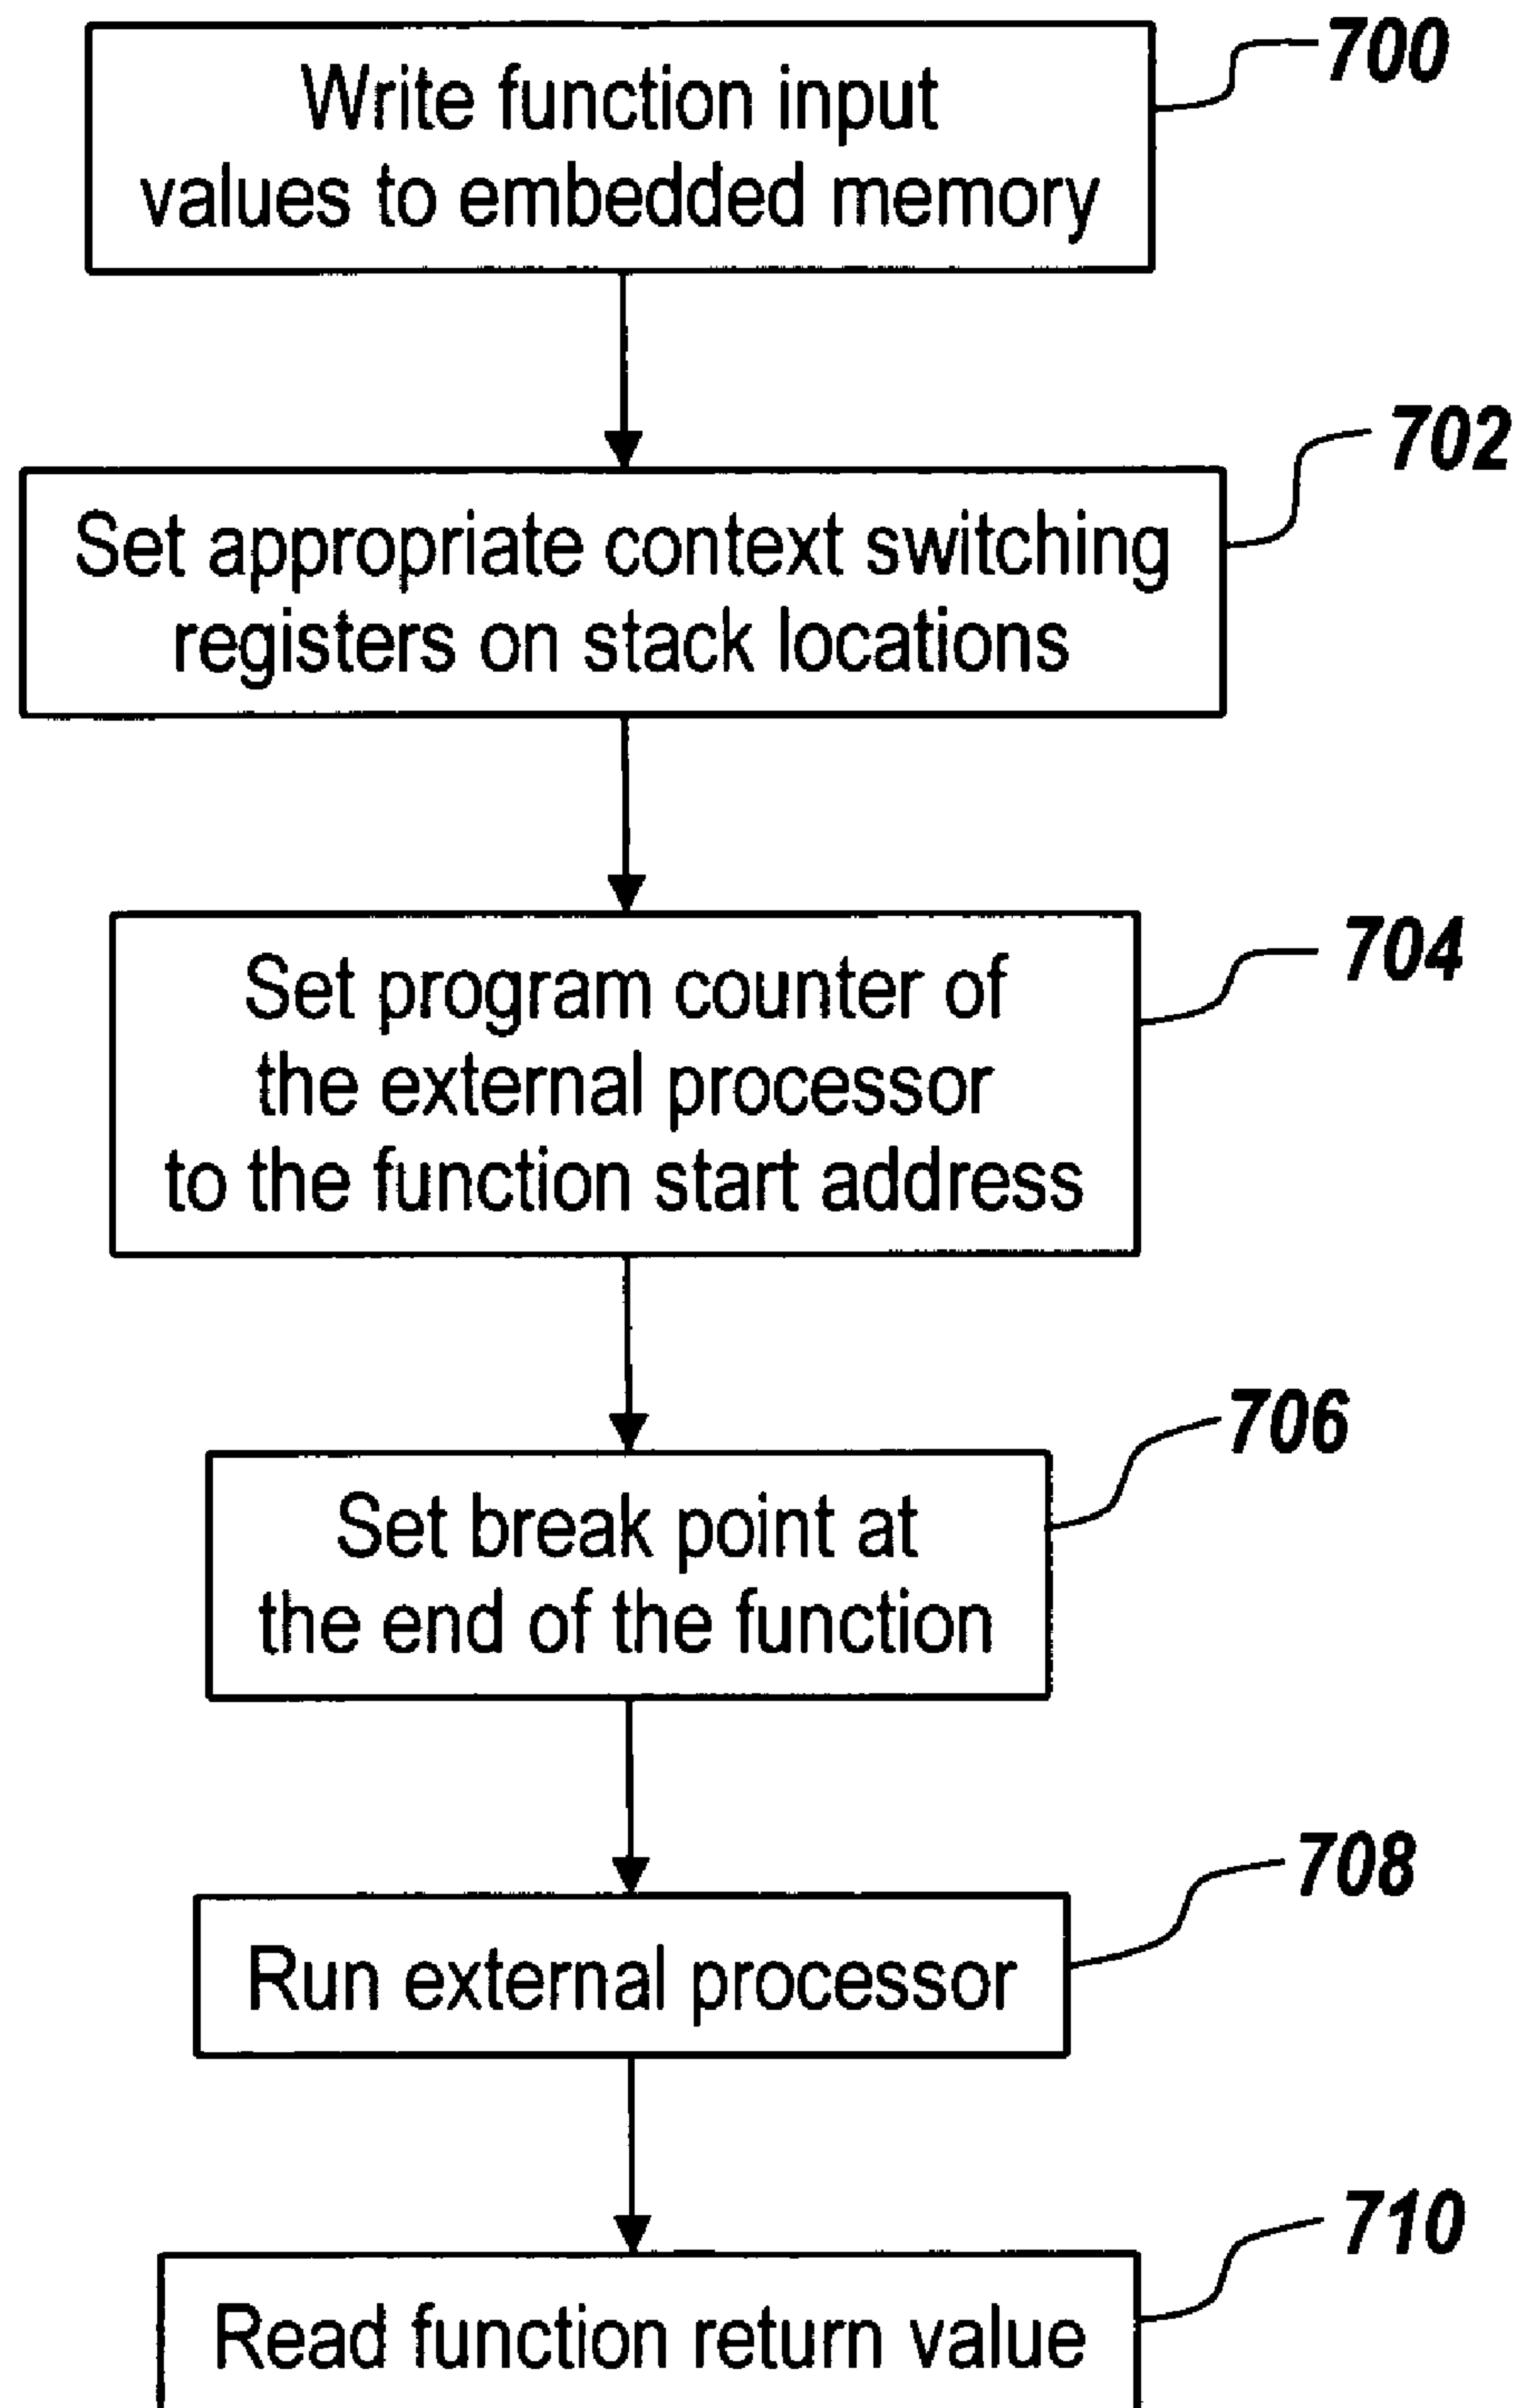 700
Write function input
values to embedded memory
702
Set appropriate context switching
registers on stack locations
704
Set program counter of
the external processor
to the function start address
706
Set break point at
the end of the function
708
Run external processor
710
Read function return value